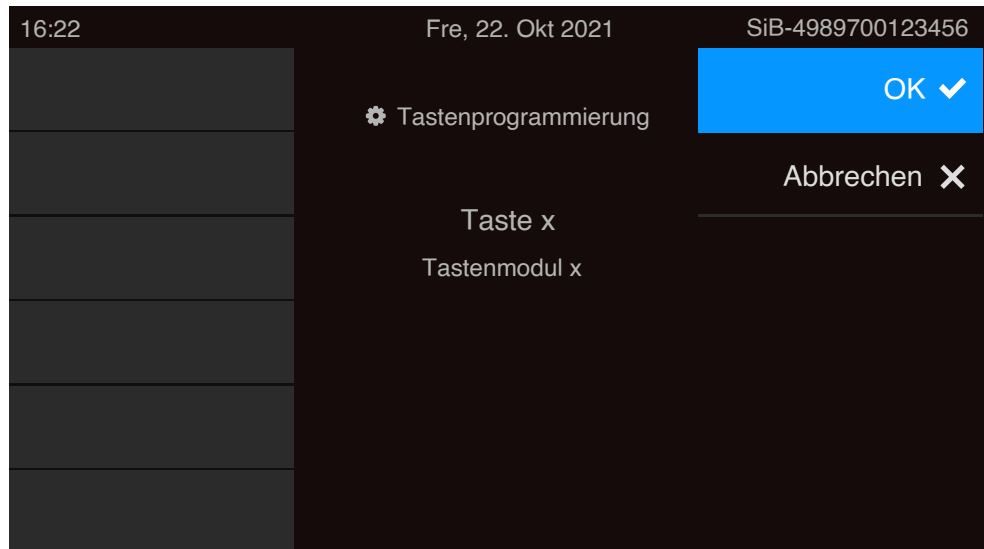 16:22 Fre, 22. Okt 2021 SiB-4989700123456
OK
Tastenprogrammierung
Abbrechen
Taste x
Tastenmodul x